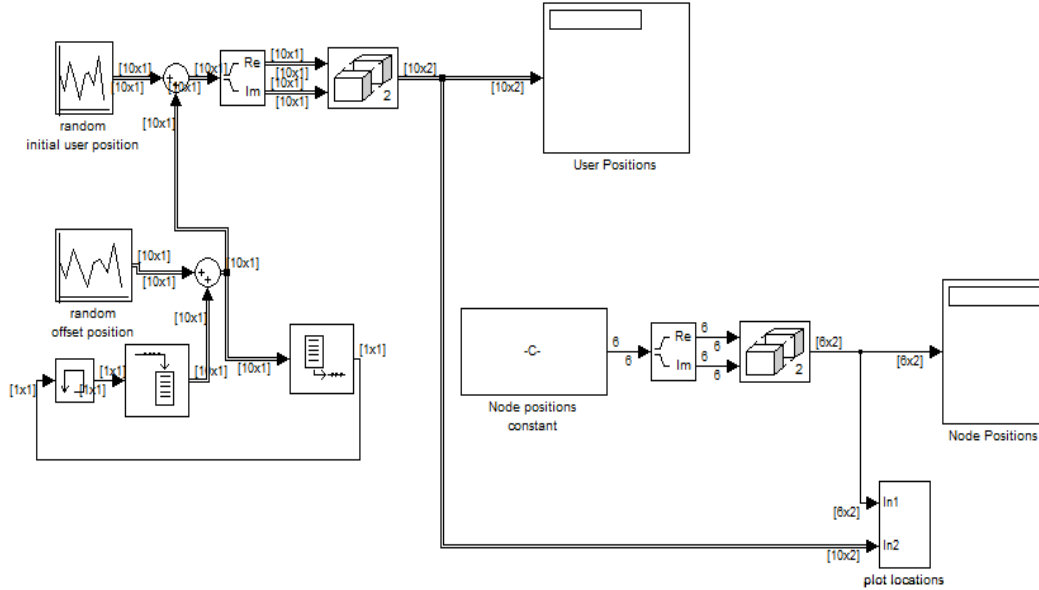 [10x1]
[10x1]
[10x1]
[10x1]
Re
Im
[10x1]
[10x1]
[10x1]
[10x1]
2
[10x2]
[10x2]
User Positions
random
initial user position
[10x1]
[10x1]
[10x1]
[10x1]
random
offset position
[10x1]
[1x1]
[1x1]
[1x1]
[10x1]
[10x1]
[1x1]
-C-
Node positions
constant
6
6
Re
Im
6
6
6
6
2
[6x2]
[6x2]
Node Positions
[6x2]
In1
[10x2]
In2
plot locations